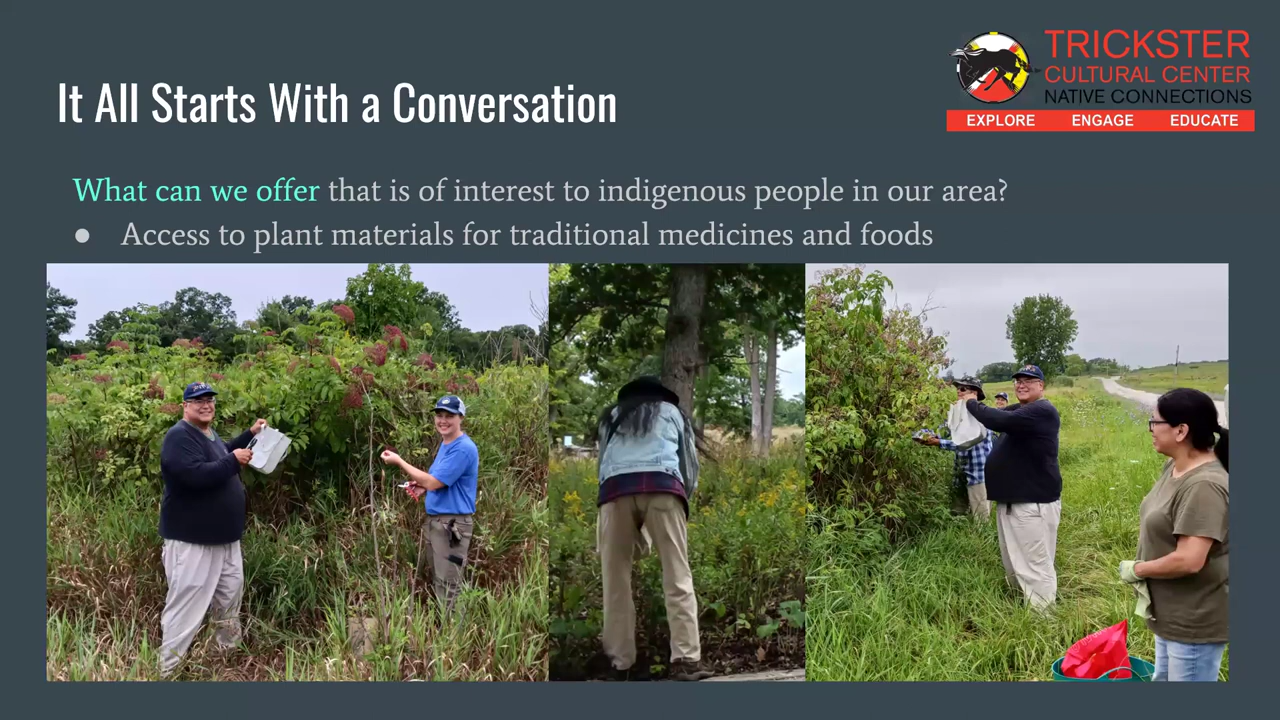 TRICKSTER
CULTURAL CENTER
NATIVE CONNECTIONS
EXPLORE ENGAGE EDUCATE
It All Starts With a Conversation
What can we offer that is of interest to indigenous people in our area?
● Access to plant materials for traditional medicines and foods